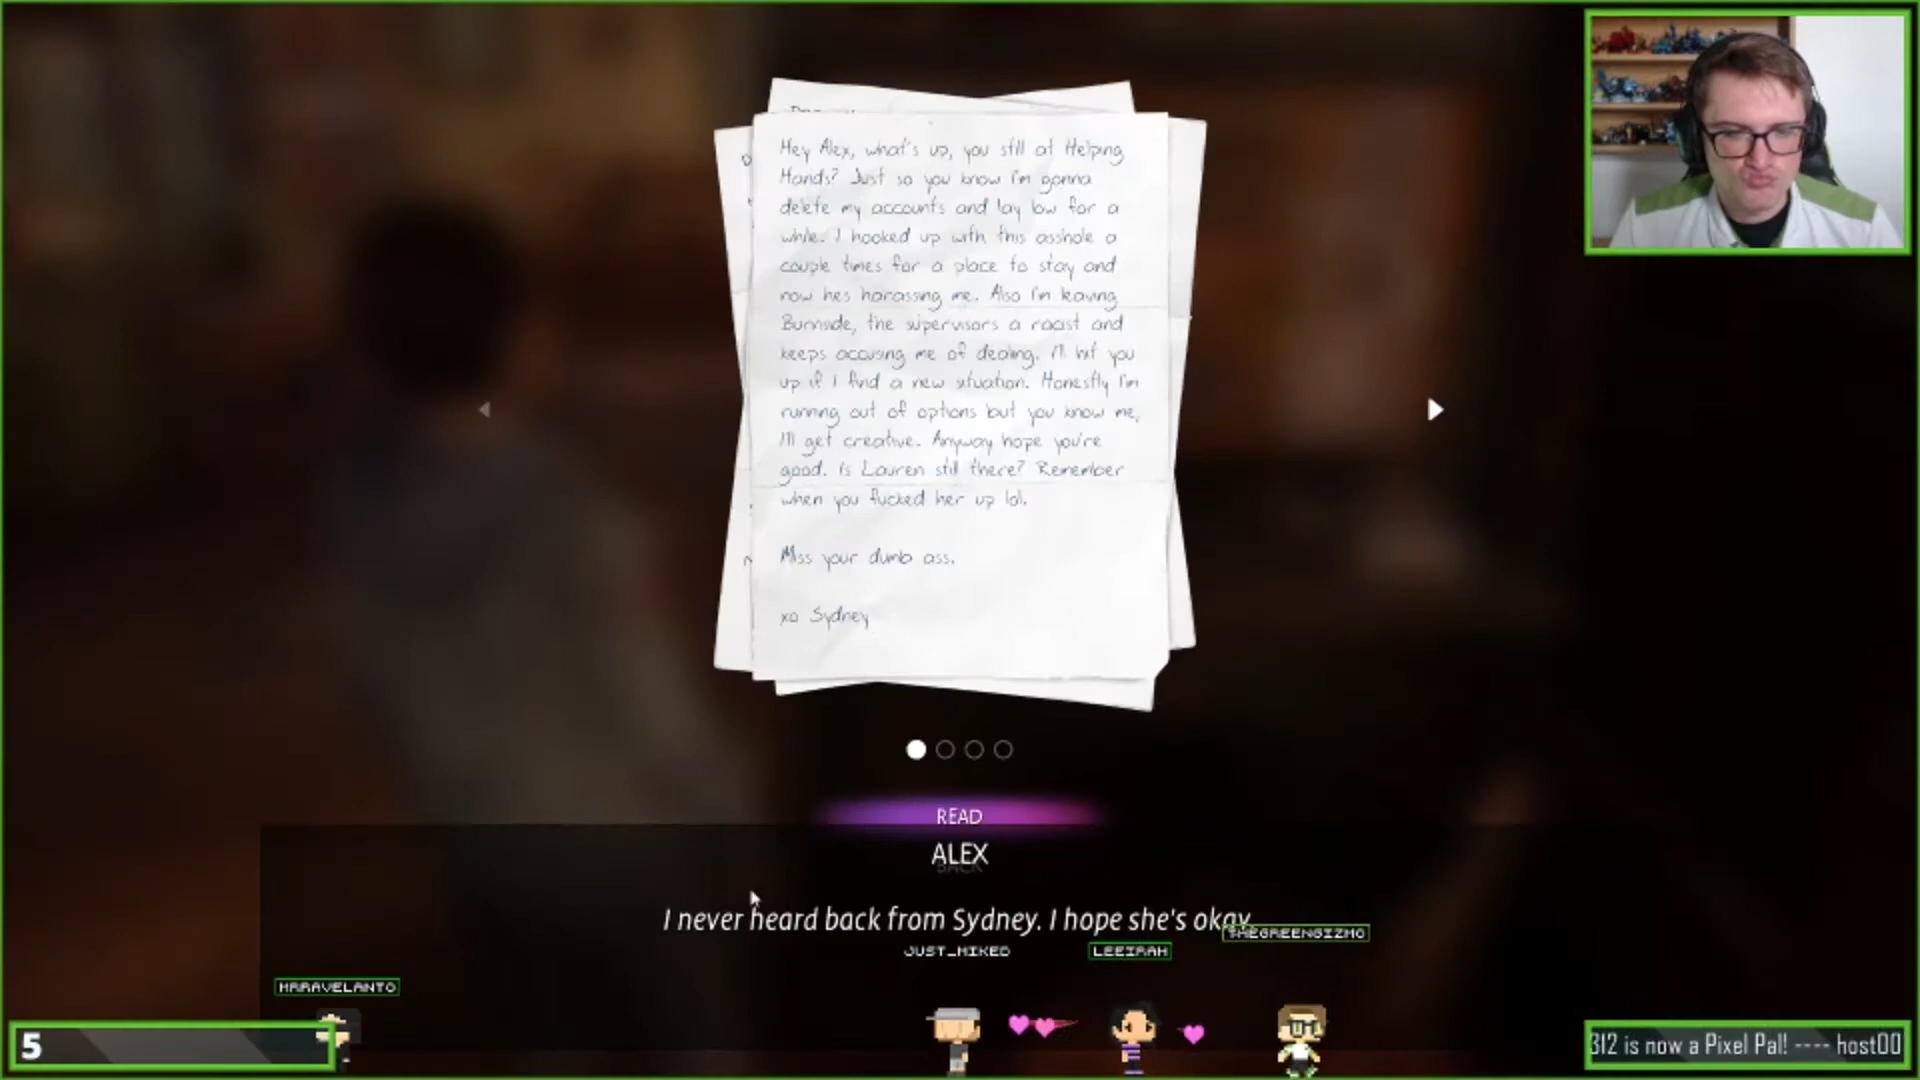 Hey Alex, what's up, you still at Helping
Hands? Just so you know I'm gonna
delete my accounts and lay low for a
while. I hooked up with this asshole a
couple times for a place to stay and
now hes harassing me. Also I'm leaving
Burnside, the supervisors a racist and
keeps accusing me of dealing. I'll hit you
up if I find a new situation. Honestly I'm
running out of options but you know me,
I'll get creative. Anyway hope you're
good. Is Lauren still there? Remember
when you fucked her up lol.
Miss your dumb ass.
xo Sydney
READ
ALEX
BACK
I never heard back from Sydney. I hope she's okay.
THEGREENGIZMO
JUST_MIKED
LEEIRAH
MARAVELANTO
5
312 is now a Pixel Pal! ---- host00